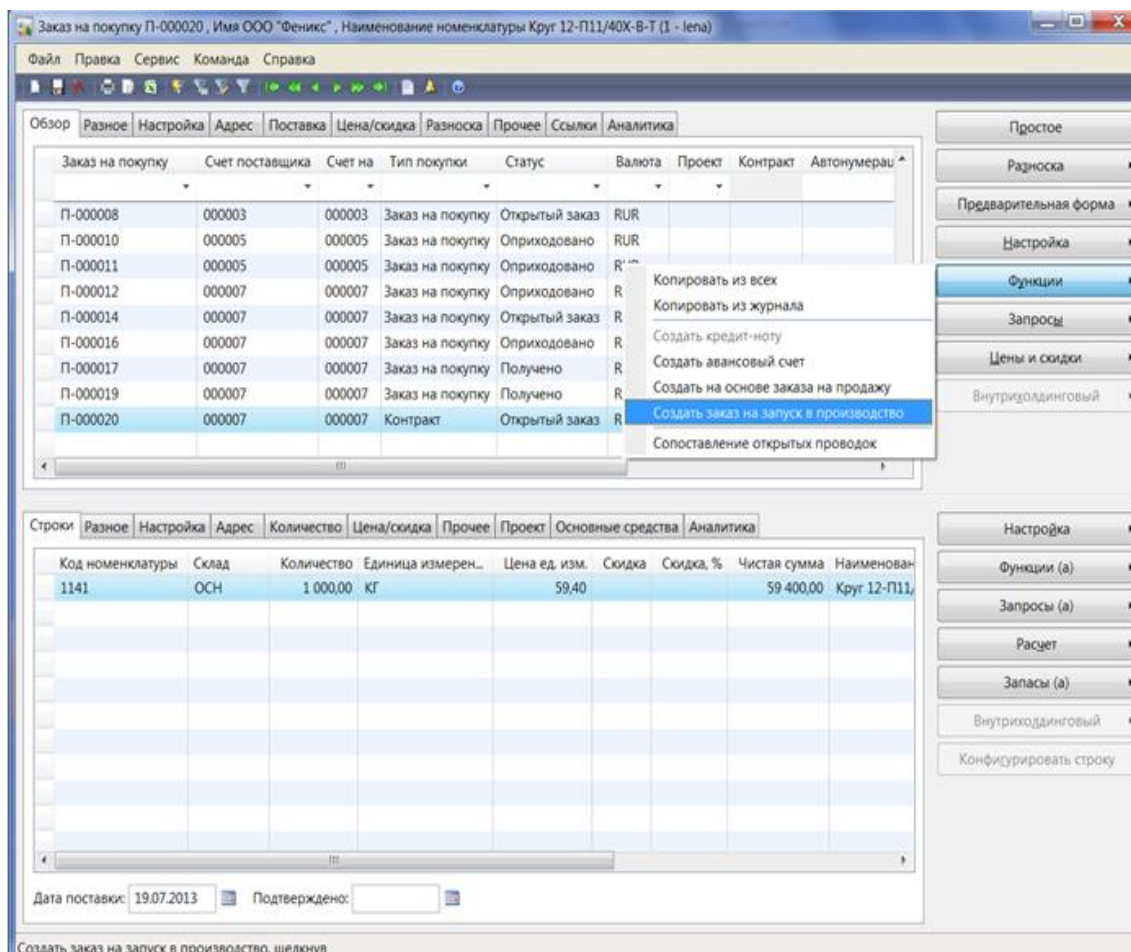 Заказ на покупку П-000020 , Имя ООО "Феникс" , Наименование номенклатуры Круг 12-П11/40Х-В-Т (1 - lena)
Файл Правка Сервис Команда Справка
Обзор Разное Настройка Адрес Поставка Цена/скидка Разноска Прочее Ссылки Аналитика
Простое
Заказ на покупку Счет поставщика Счет на Тип покупки Статус Валюта Проект Контракт Автонумерац
Разноска
Предварительная форма
П-000008 000003 000003 Заказ на покупку Открытый заказ RUR
П-000010 000005 000005 Заказ на покупку Оприходовано RUR
Настройка
П-000011 000005 000005 Заказ на покупку Оприходовано
Копировать из всех
Функции
П-000012 000007 000007 Заказ на покупку Оприходовано R
Копировать из журнала
П-000014 000007 000007 Заказ на покупку Открытый заказ R
Запросы
Создать кредит-ноту
П-000016 000007 000007 Заказ на покупку Оприходовано R
Создать авансовый счет
Цены и скидки
П-000017 000007 000007 Заказ на покупку Получено R
Создать на основе заказа на продажу
П-000019 000007 000007 Заказ на покупку Получено R
Внутрихолдинговый
Создать заказ на запуск в производство
П-000020 000007 000007 Контракт Открытый заказ R
Сопоставление открытых проводок
Строки Разное Настройка Адрес Количество Цена/скидка Прочее Проект Основные средства Аналитика
Настройка
Код номенклатуры Склад Количество Единица измерен... Цена ед. изм. Скидка Скидка, % Чистая сумма Наименован
Функции (a)
1141 ОСН 1 000,00 КГ 59,40 59 400,00 Круг 12-П11/
Запросы (a)
Расчет
Запасы (a)
Внутрихолдинговый
Конфигурировать строку
Дата поставки: 19.07.2013 Подтверждено:
Создать заказ на запуск в производство, щелкнув